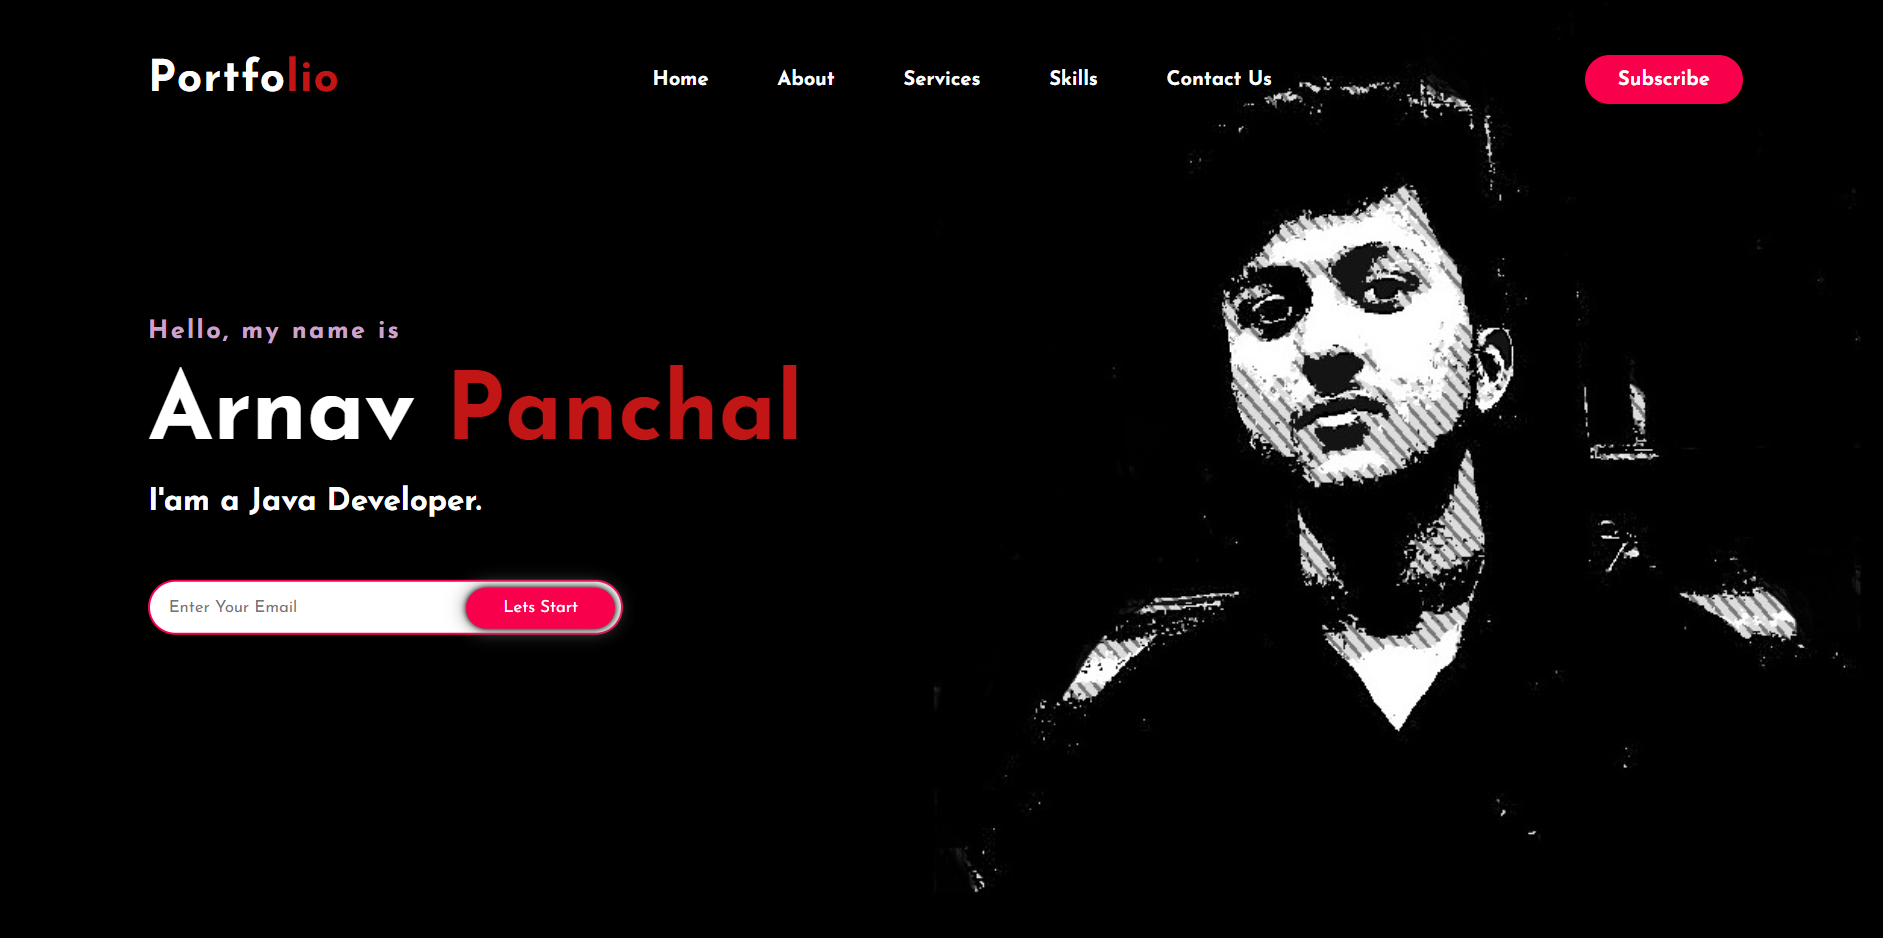 Portfolio
Home About Services Skills Contact Us
Subscribe
Hello, my name is
Arnav Panchal
I'am a Java Developer.
Enter Your Email
Lets Start